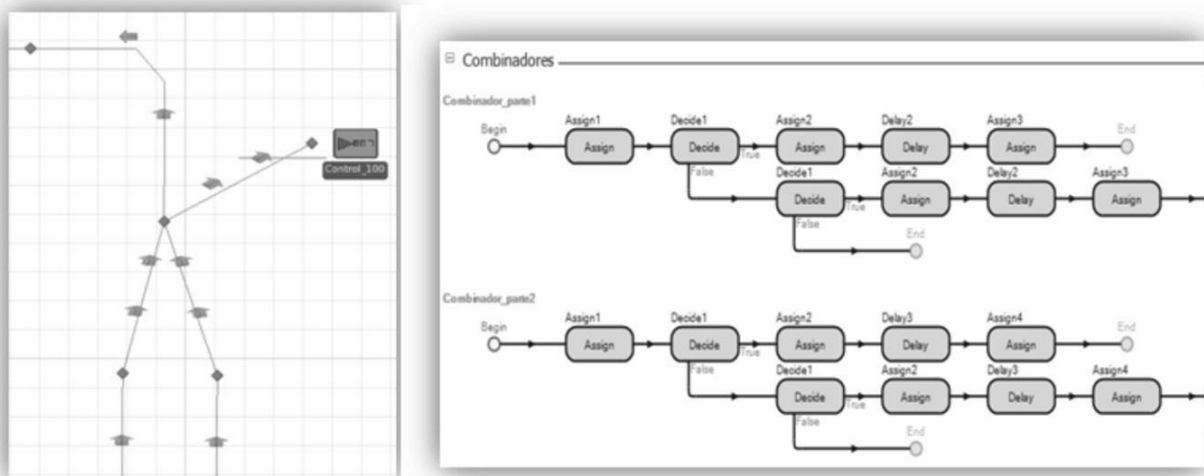 Control_100
Combinadores
Combinador_parte1
Begin Assign1 Decide1 Assign2 Delay2 Assign3 End
Assign Decide True Assign Delay Assign
False Decide1 Assign2 Delay2 Assign3
Decide True Assign Delay Assign
False End
Combinador_parte2
Begin Assign1 Decide1 Assign2 Delay3 Assign4 End
Assign Decide True Assign Delay Assign
False Decide1 Assign2 Delay3 Assign4
Decide True Assign Delay Assign
False End